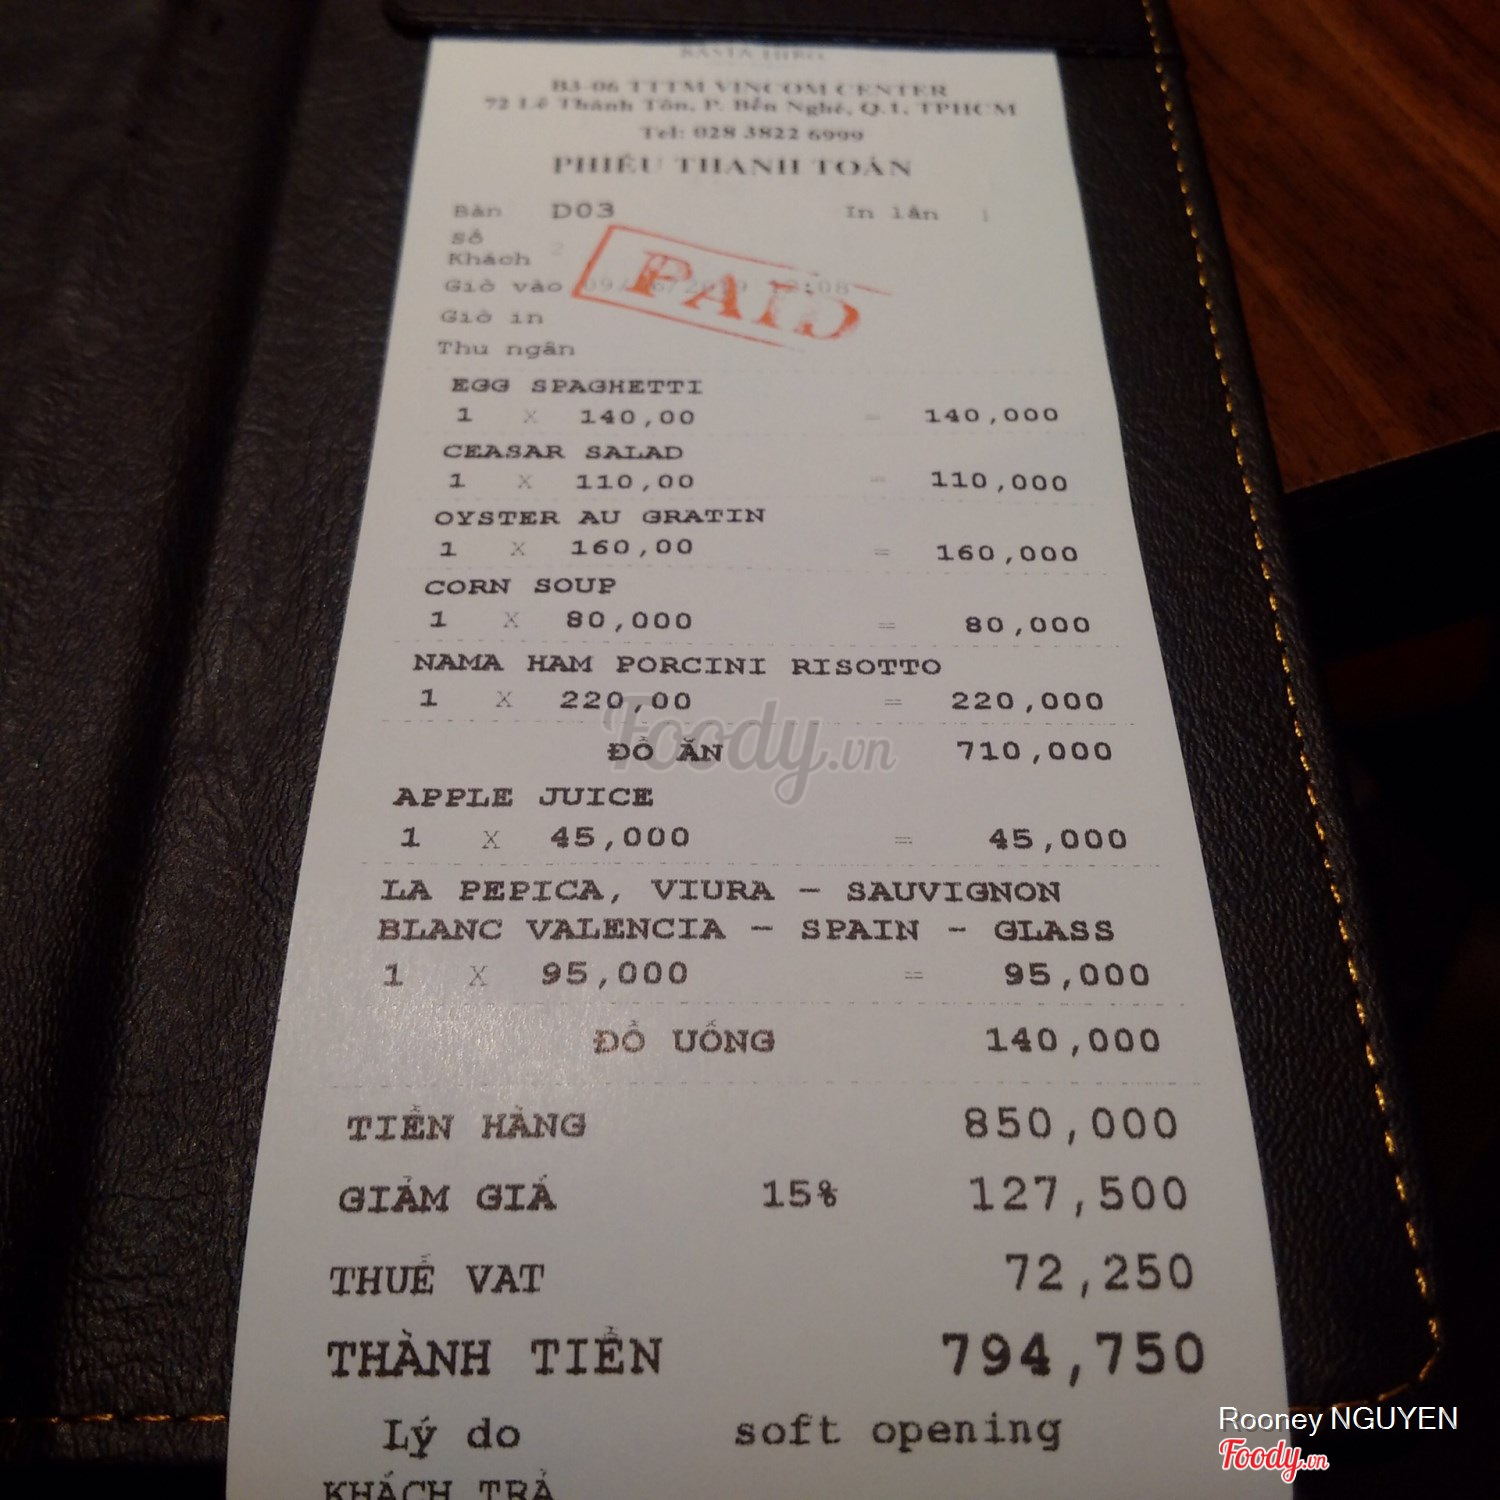 B3-06 TTTM VINCOM CENTER
72 Lê Thánh Tôn, P. Bến Nghé, Q.1, TPHCM
Tel: 028 3822 6999
PHIẾU THANH TOÁN
Bàn D03 In lần 1
Số
Khách 2
Giờ vào
PAID
Giờ in
Thu ngân
EGG SPAGHETTI
1 X 140,00 = 140,000
CEASAR SALAD
1 X 110,00 = 110,000
OYSTER AU GRATIN
1 X 160,00 = 160,000
CORN SOUP
1 X 80,000 = 80,000
NAMA HAM PORCINI RISOTTO
1 X 220,00 = 220,000
ĐỒ ĂN 710,000
Foody.vn
APPLE JUICE
1 X 45,000 = 45,000
LA PEPICA, VIURA - SAUVIGNON
BLANC VALENCIA - SPAIN - GLASS
1 X 95,000 = 95,000
ĐỒ UỐNG 140,000
TIỀN HÀNG 850,000
GIẢM GIÁ 15% 127,500
THUẾ VAT 72,250
THÀNH TIỀN 794,750
Lý do soft opening
KHÁCH TRẢ
Rooney NGUYEN
Foody.vn